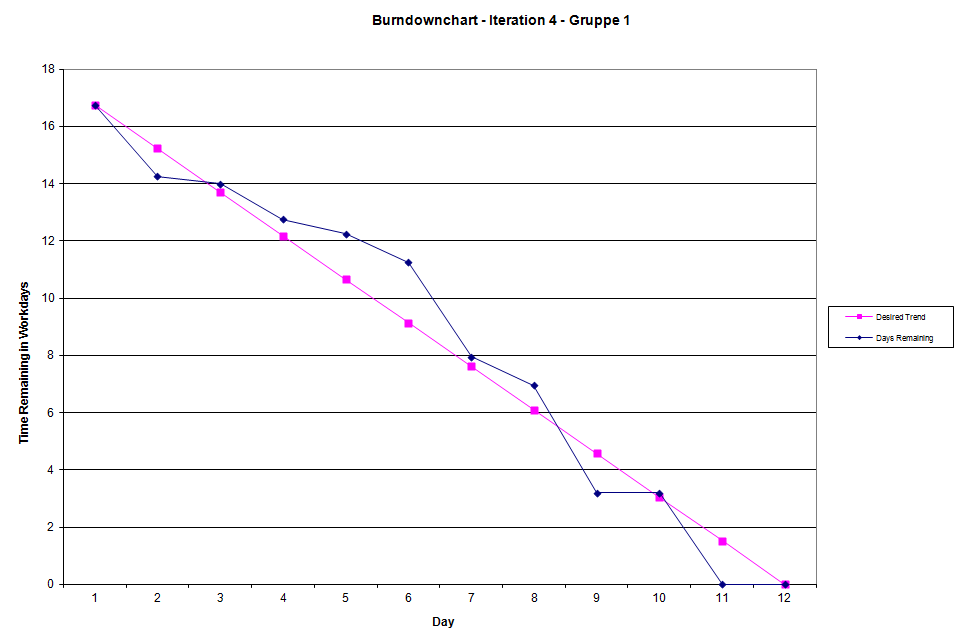 Burndownchart - Iteration 4 - Gruppe 1
18
16
14
12
10
8
6
4
2
0
Time Remaining in Workdays
1 2 3 4 5 6 7 8 9 10 11 12
Day
Desired Trend
Days Remaining